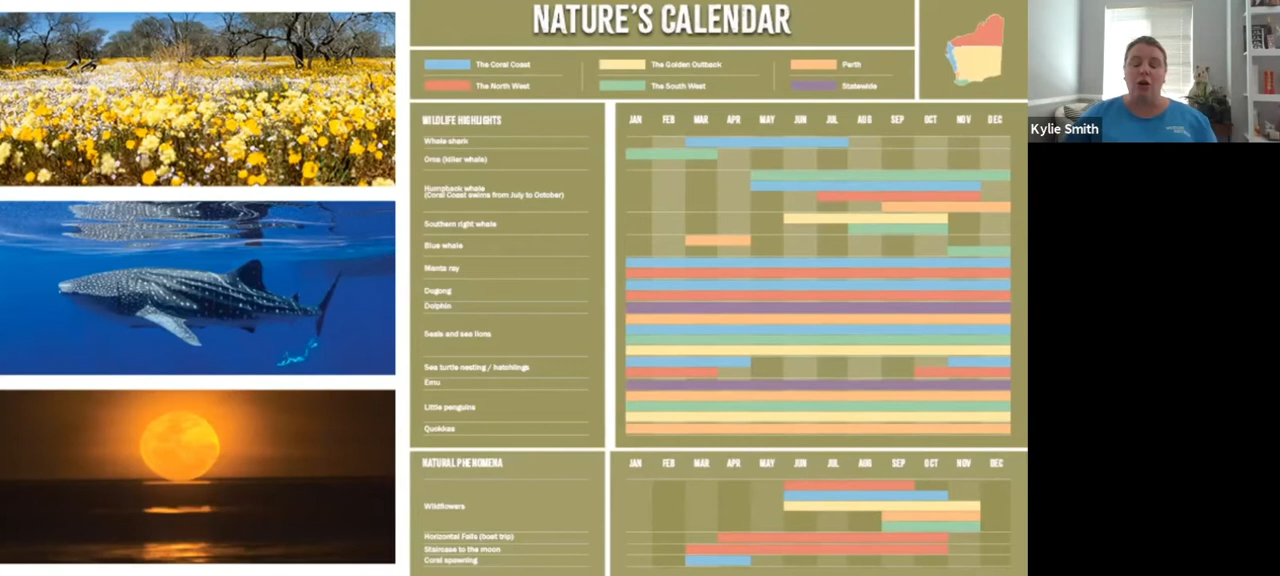 NATURE'S CALENDAR
The Coral Coast
The Golden Outback
Perth
The North West
The South West
Statewide
WILDLIFE HIGHLIGHTS
JAN FEB MAR APR MAY JUN JUL AUG SEP OCT NOV DEC
Whale shark
Orca (killer whale)
Humpback whale
(Coral Coast swims from July to October)
Southern right whale
Blue whale
Manta ray
Dugong
Dolphin
Seals and sea lions
Sea turtle nesting / hatchlings
Emu
Little penguins
Quokkas
NATURAL PHENOMENA
JAN FEB MAR APR MAY JUN JUL AUG SEP OCT NOV DEC
Wildflowers
Horizontal Falls (boat trip)
Staircase to the moon
Coral spawning
Kylie Smith